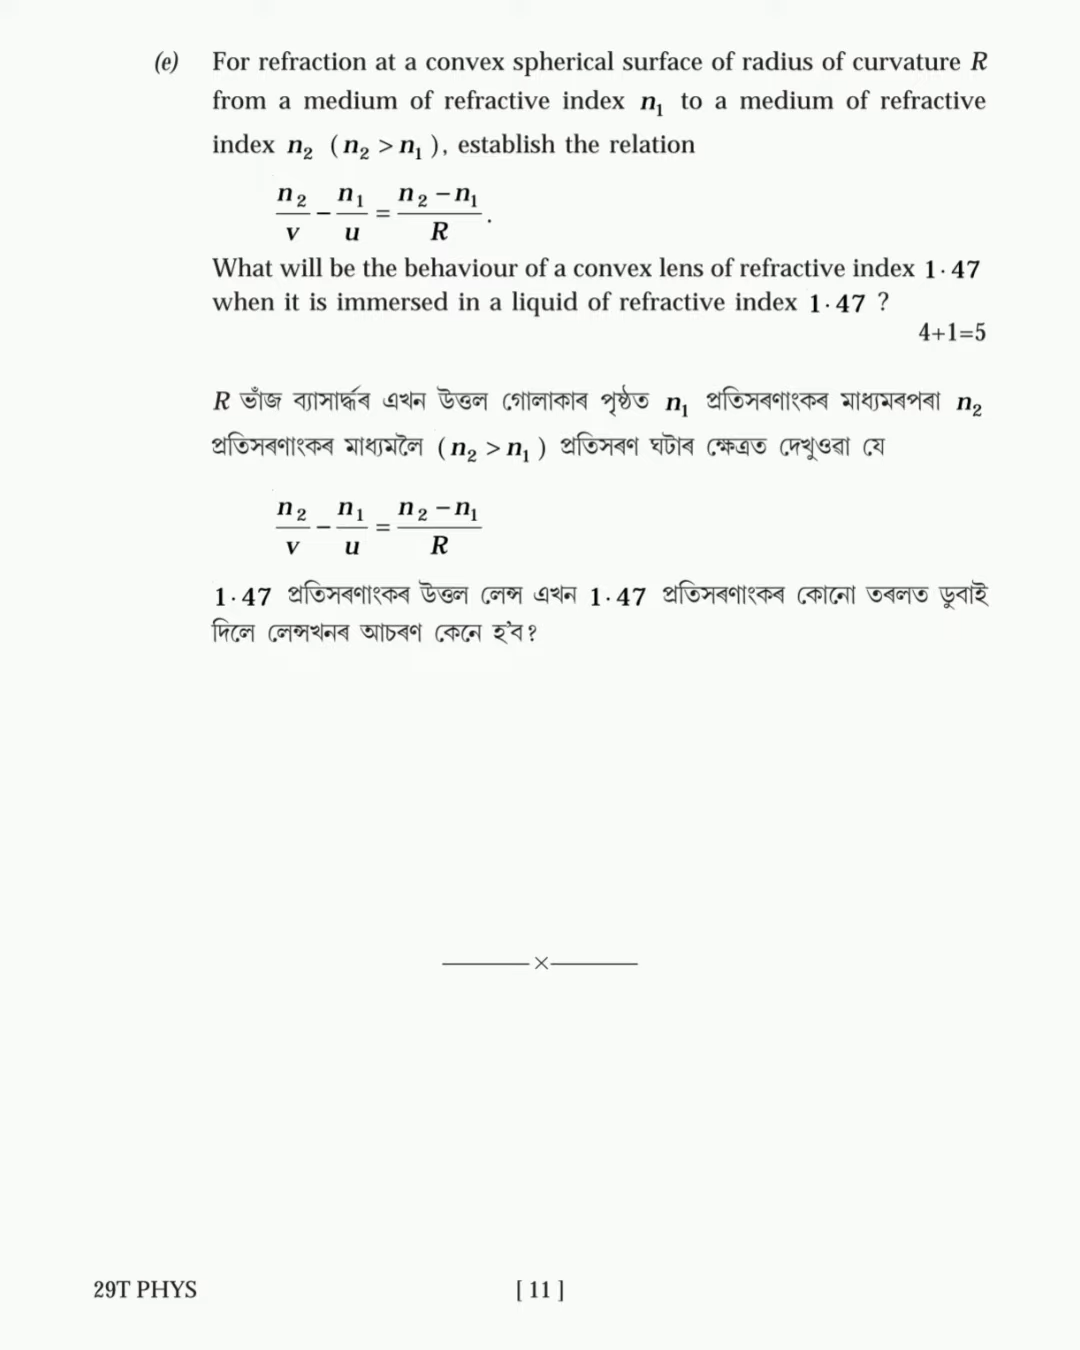 (e) For refraction at a convex spherical surface of radius of curvature R
from a medium of refractive index n₁ to a medium of refractive
index n₂ ( n₂ > n₁ ), establish the relation
n₂/v − n₁/u = (n₂ − n₁)/R .
What will be the behaviour of a convex lens of refractive index 1·47
when it is immersed in a liquid of refractive index 1·47 ?
4+1=5
R ভাঁজ ব্যাসাৰ্দ্ধৰ এখন উত্তল গোলাকাৰ পৃষ্ঠত n₁ প্ৰতিসৰণাংকৰ মাধ্যমৰপৰা n₂
প্ৰতিসৰণাংকৰ মাধ্যমলৈ ( n₂ > n₁ ) প্ৰতিসৰণ ঘটাৰ ক্ষেত্ৰত দেখুওৱা যে
n₂/v − n₁/u = (n₂ − n₁)/R
1·47 প্ৰতিসৰণাংকৰ উত্তল লেন্স এখন 1·47 প্ৰতিসৰণাংকৰ কোনো তৰলত ডুবাই
দিলে লেন্সখনৰ আচৰণ কেনে হ'ব ?
×
29T PHYS [ 11 ]